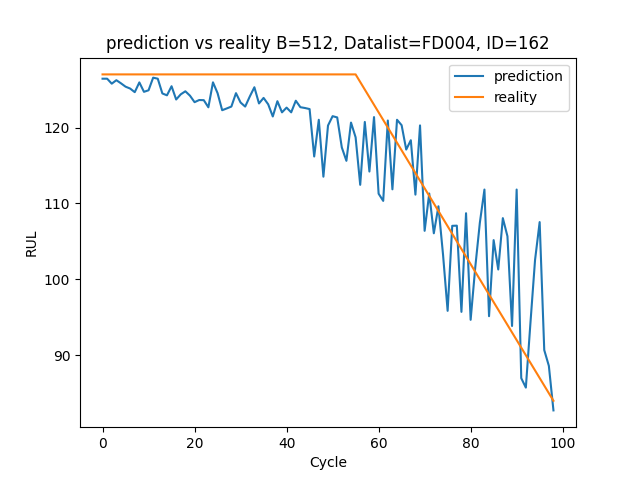 prediction vs reality B=512, Datalist=FD004, ID=162
prediction
reality
120
110
100
90
RUL
0 20 40 60 80 100
Cycle